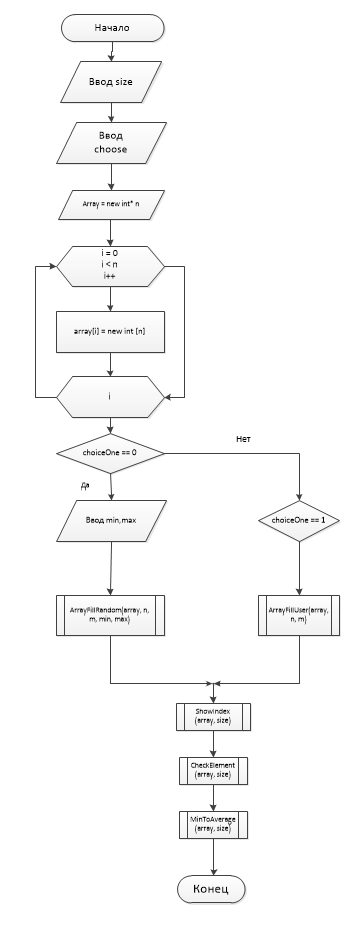 Начало
Ввод size
Ввод
choose
Array = new int* n
i = 0
i < n
i++
array[i] = new int [n]
i
choiceOne == 0
Нет
Да
Ввод min,max
choiceOne == 1
ArrayFillRandom(array, n,
m, min, max)
ArrayFillUser(array,
n, m)
ShowIndex
(array, size)
CheckElement
(array, size)
MinToAverage
(array, size)
Конец